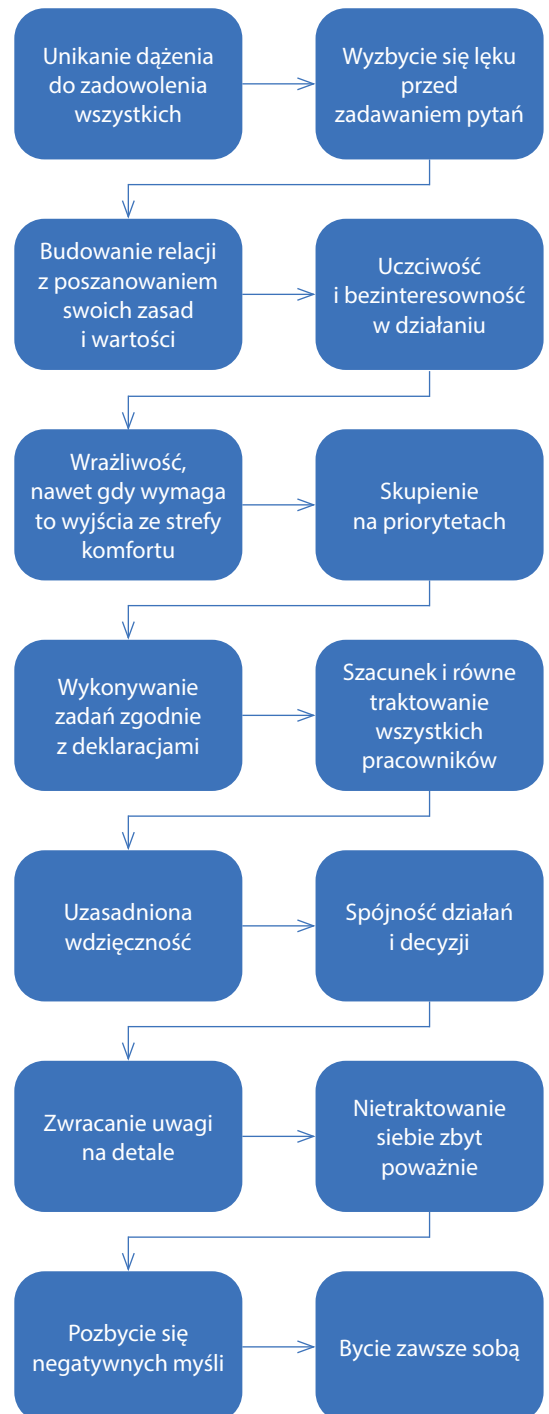 Unikanie dążenia
do zadowolenia
wszystkich
Wyzbycie się lęku
przed
zadawaniem pytań
Budowanie relacji
z poszanowaniem
swoich zasad
i wartości
Uczciwość
i bezinteresowność
w działaniu
Wrażliwość,
nawet gdy wymaga
to wyjścia ze strefy
komfortu
Skupienie
na priorytetach
Wykonywanie
zadań zgodnie
z deklaracjami
Szacunek i równe
traktowanie
wszystkich
pracowników
Uzasadniona
wdzięczność
Spójność działań
i decyzji
Zwracanie uwagi
na detale
Nietraktowanie
siebie zbyt
poważnie
Pozbycie się
negatywnych myśli
Bycie zawsze sobą